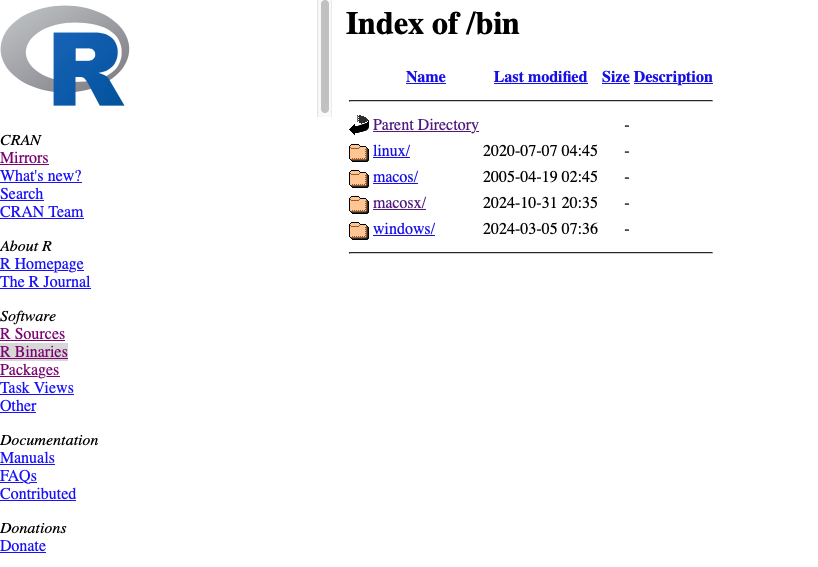 R
CRAN
Mirrors
What's new?
Search
CRAN Team
About R
R Homepage
The R Journal
Software
R Sources
R Binaries
Packages
Task Views
Other
Documentation
Manuals
FAQs
Contributed
Donations
Donate
Index of /bin
Name Last modified Size Description
Parent Directory -
linux/ 2020-07-07 04:45 -
macos/ 2005-04-19 02:45 -
macosx/ 2024-10-31 20:35 -
windows/ 2024-03-05 07:36 -